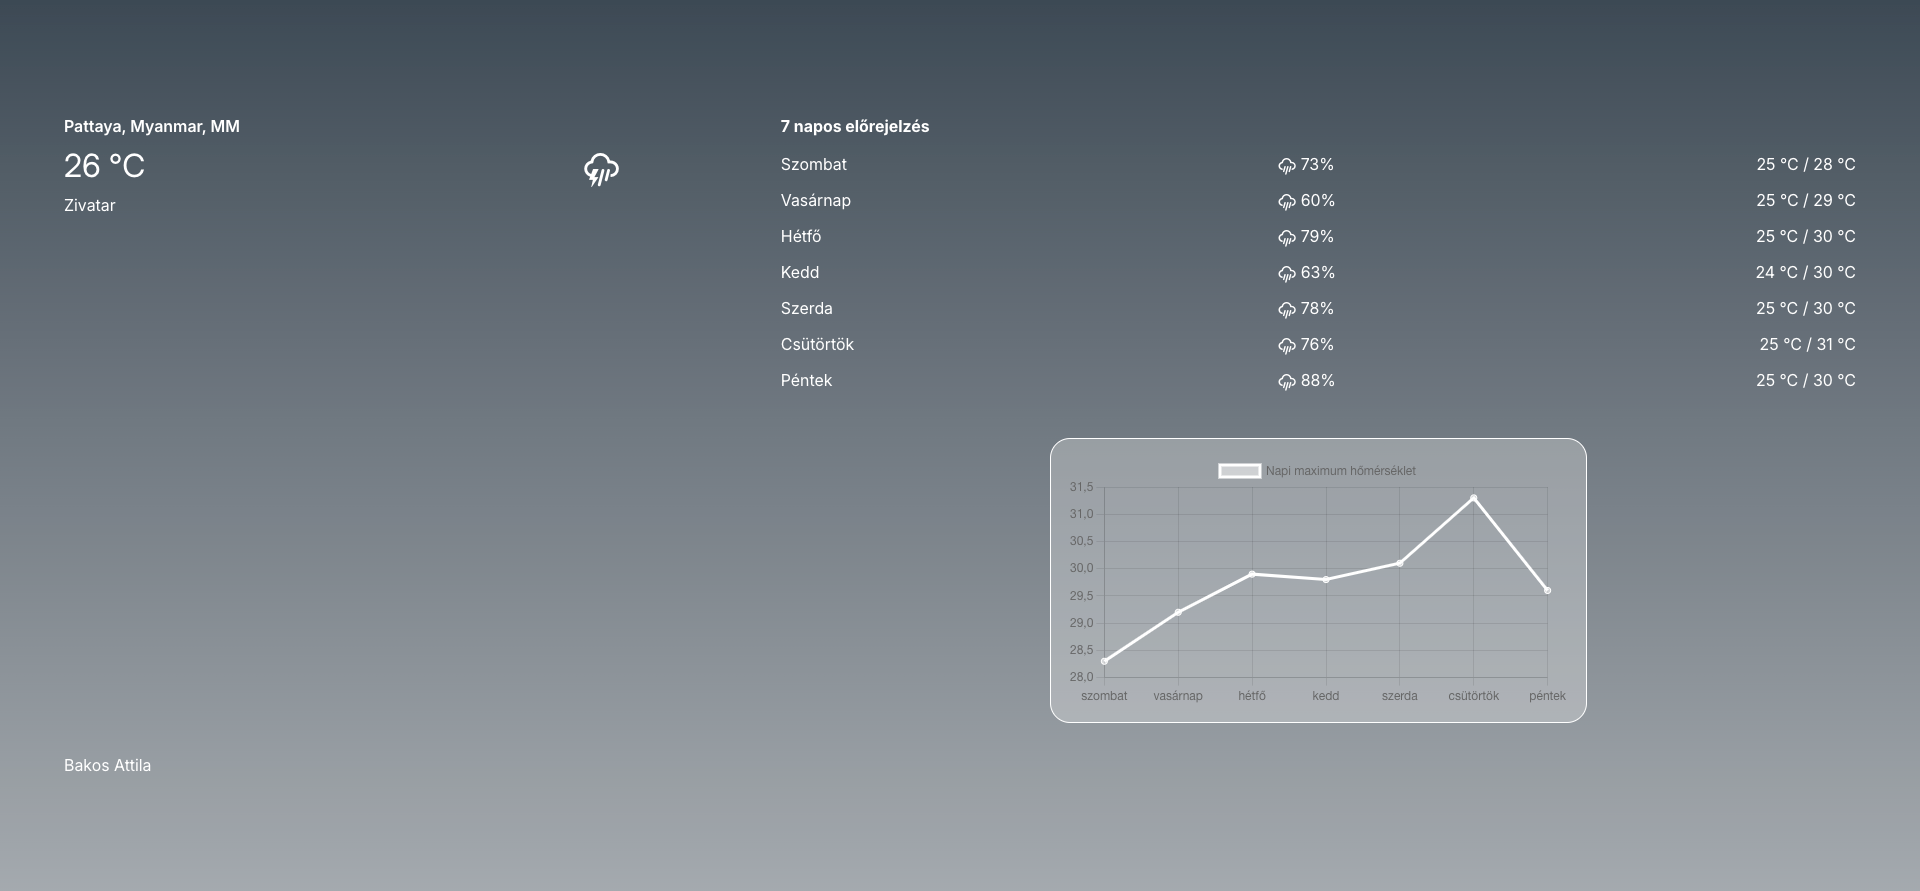 Pattaya, Myanmar, MM
26 °C
Zivatar
7 napos előrejelzés
Szombat 73% 25 °C / 28 °C
Vasárnap 60% 25 °C / 29 °C
Hétfő 79% 25 °C / 30 °C
Kedd 63% 24 °C / 30 °C
Szerda 78% 25 °C / 30 °C
Csütörtök 76% 25 °C / 31 °C
Péntek 88% 25 °C / 30 °C
Napi maximum hőmérséklet
31,5
31,0
30,5
30,0
29,5
29,0
28,5
28,0
szombat vasárnap hétfő kedd szerda csütörtök péntek
Bakos Attila